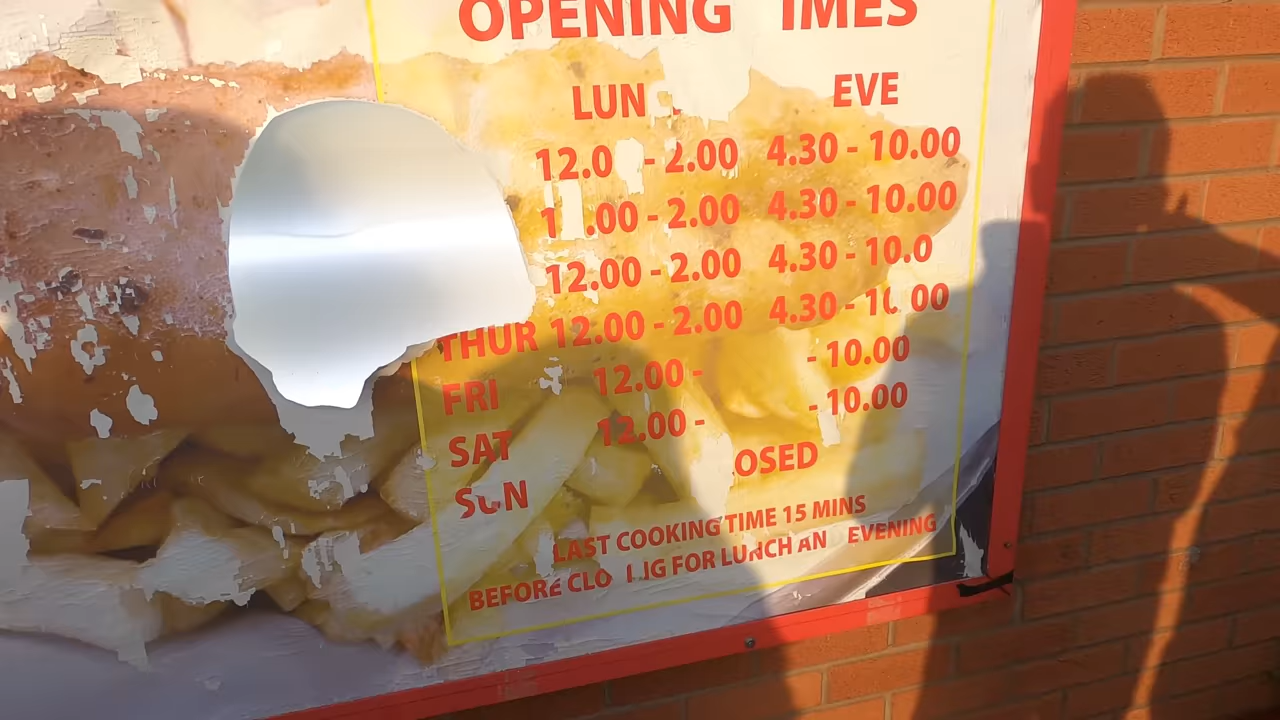 OPENING IMES
LUN EVE
12.0 - 2.00 4.30 - 10.00
1 .00 - 2.00 4.30 - 10.00
12.00 - 2.00 4.30 - 10.0
THUR 12.00 - 2.00 4.30 - 10.00
FRI 12.00 - - 10.00
SAT 12.00 - - 10.00
SUN OSED
LAST COOKING TIME 15 MINS
BEFORE CLO ING FOR LUNCH AN EVENING